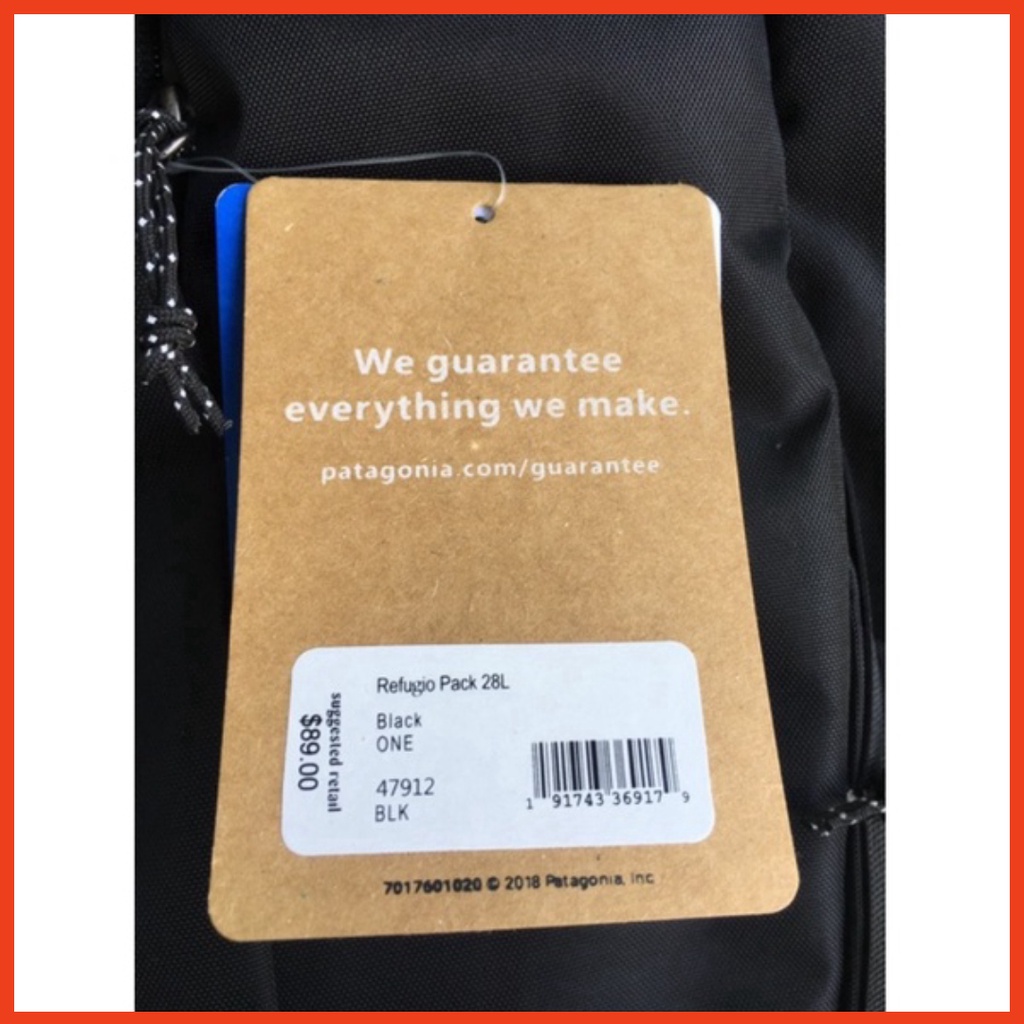 We guarantee
everything we make.
patagonia.com/guarantee
Refugio Pack 28L
Black
ONE
47912
BLK
suggested retail
$89.00
1 91743 36917 9
7017601020 © 2018 Patagonia, Inc